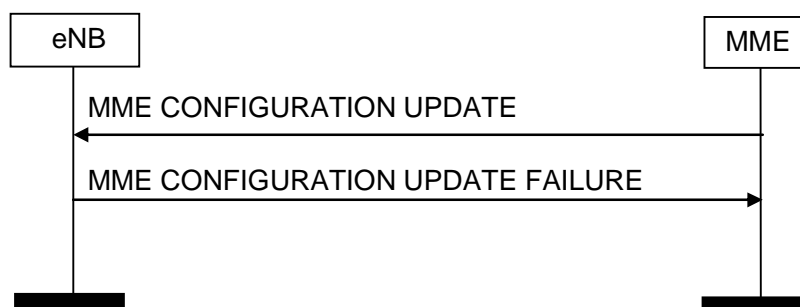 eNB
MME
MME CONFIGURATION UPDATE
MME CONFIGURATION UPDATE FAILURE